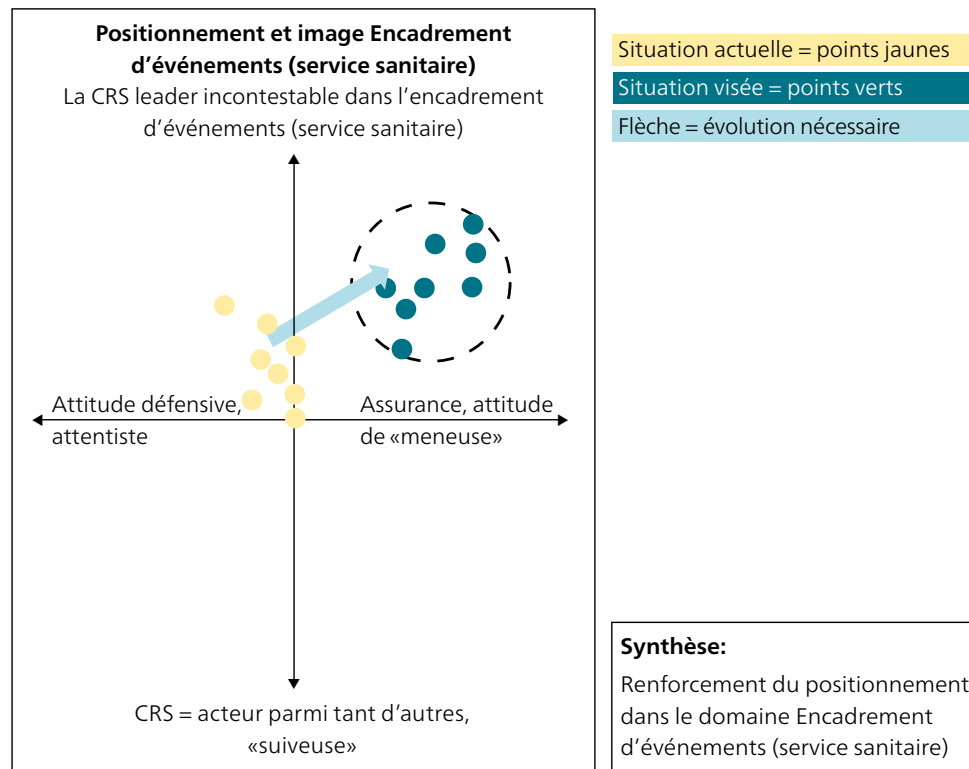 Positionnement et image Encadrement
d'événements (service sanitaire)
La CRS leader incontestable dans l'encadrement
d'événements (service sanitaire)
Situation actuelle = points jaunes
Situation visée = points verts
Flèche = évolution nécessaire
Attitude défensive,
attentiste
Assurance, attitude
de «meneuse»
CRS = acteur parmi tant d'autres,
«suiveuse»
Synthèse:
Renforcement du positionnement
dans le domaine Encadrement
d'événements (service sanitaire)